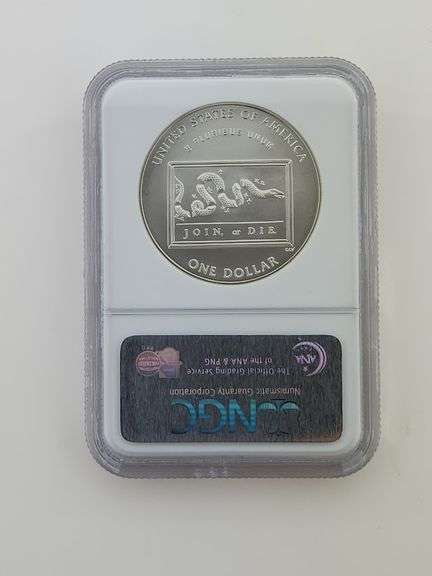 UNITED STATES OF AMERICA
E PLURIBUS UNUM
JOIN, or DIE.
ONE DOLLAR
NGC
Numismatic Guaranty Corporation
The Official Grading Service
of the ANA & PNG
ANA